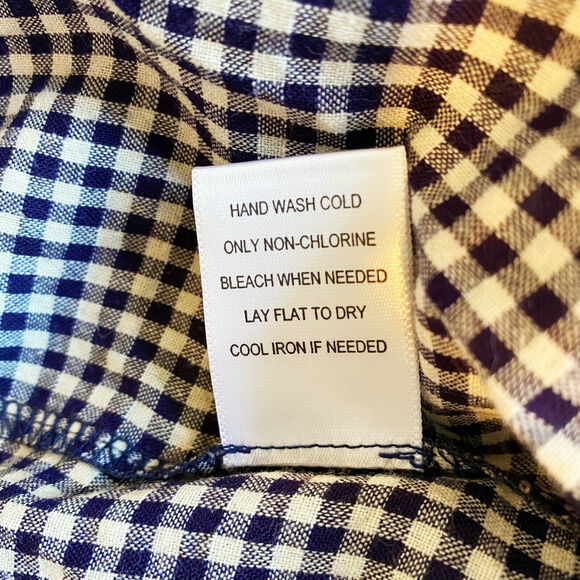 HAND WASH COLD
ONLY NON-CHLORINE
BLEACH WHEN NEEDED
LAY FLAT TO DRY
COOL IRON IF NEEDED